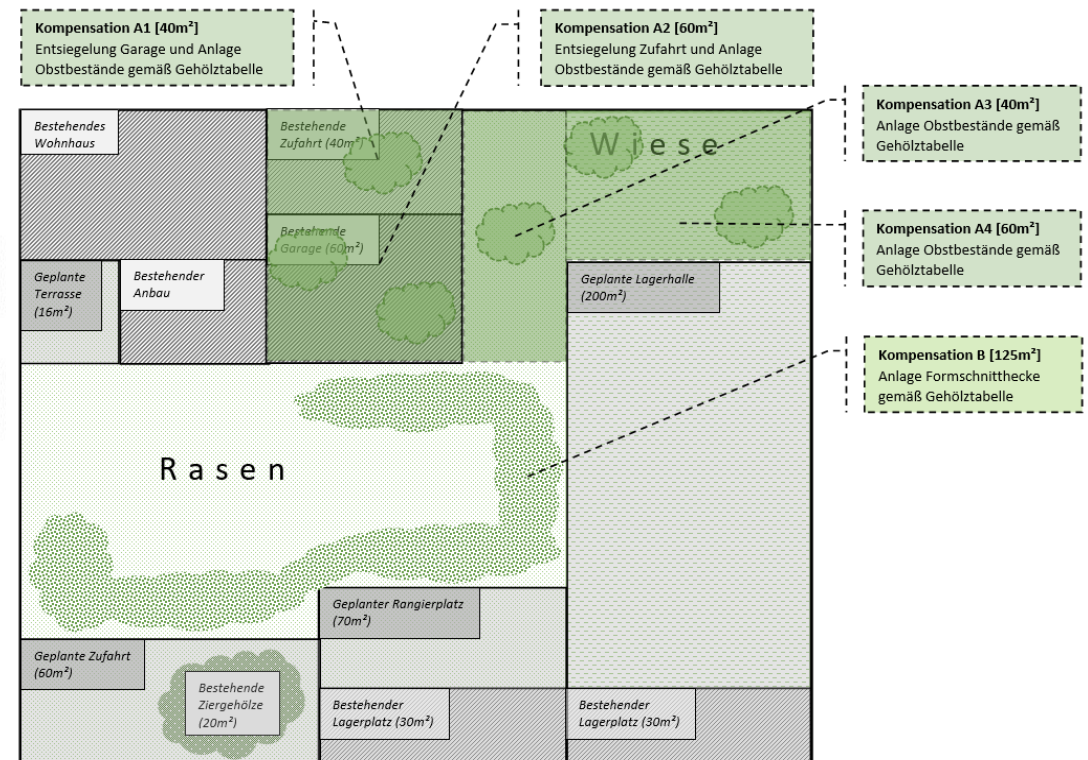 Kompensation A1 [40m²]
Entsiegelung Garage und Anlage
Obstbestände gemäß Gehölztabelle
Kompensation A2 [60m²]
Entsiegelung Zufahrt und Anlage
Obstbestände gemäß Gehölztabelle
Kompensation A3 [40m²]
Anlage Obstbestände gemäß
Gehölztabelle
Bestehendes
Wohnhaus
Bestehende
Zufahrt (40m²)
Wiese
Kompensation A4 [60m²]
Anlage Obstbestände gemäß
Gehölztabelle
Bestehende
Garage (60m²)
Geplante
Terrasse
(16m²)
Bestehender
Anbau
Geplante Lagerhalle
(200m²)
Kompensation B [125m²]
Anlage Formschnitthecke
gemäß Gehölztabelle
Rasen
Geplanter Rangierplatz
(70m²)
Geplante Zufahrt
(60m²)
Bestehende
Ziergehölze
(20m²)
Bestehender
Lagerplatz (30m²)
Bestehender
Lagerplatz (30m²)